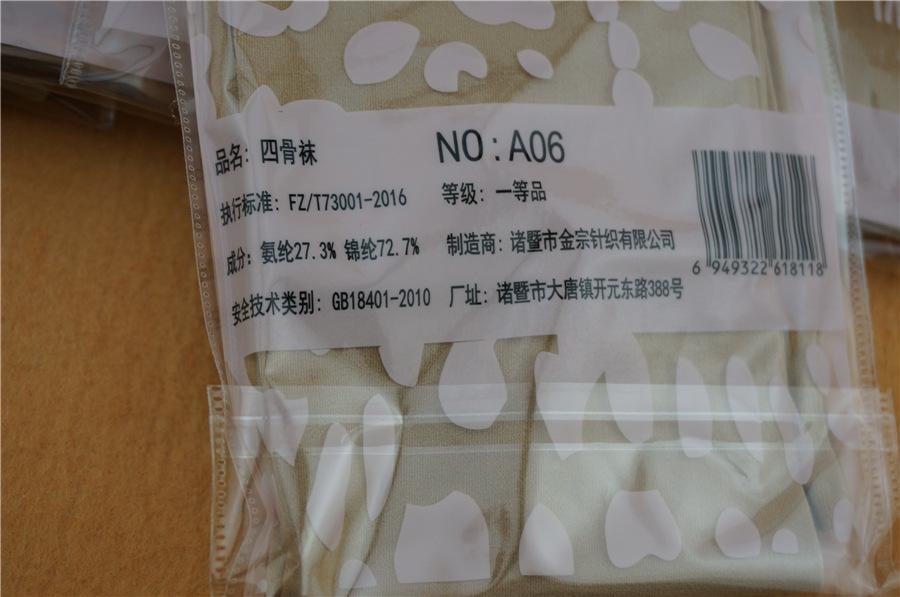 品名：四骨袜 NO：A06
执行标准：FZ/T73001-2016 等级：一等品
成分：氨纶27.3% 锦纶72.7% 制造商：诸暨市金宗针织有限公司
安全技术类别：GB18401-2010 厂址：诸暨市大唐镇开元东路388号
6 949322 618118